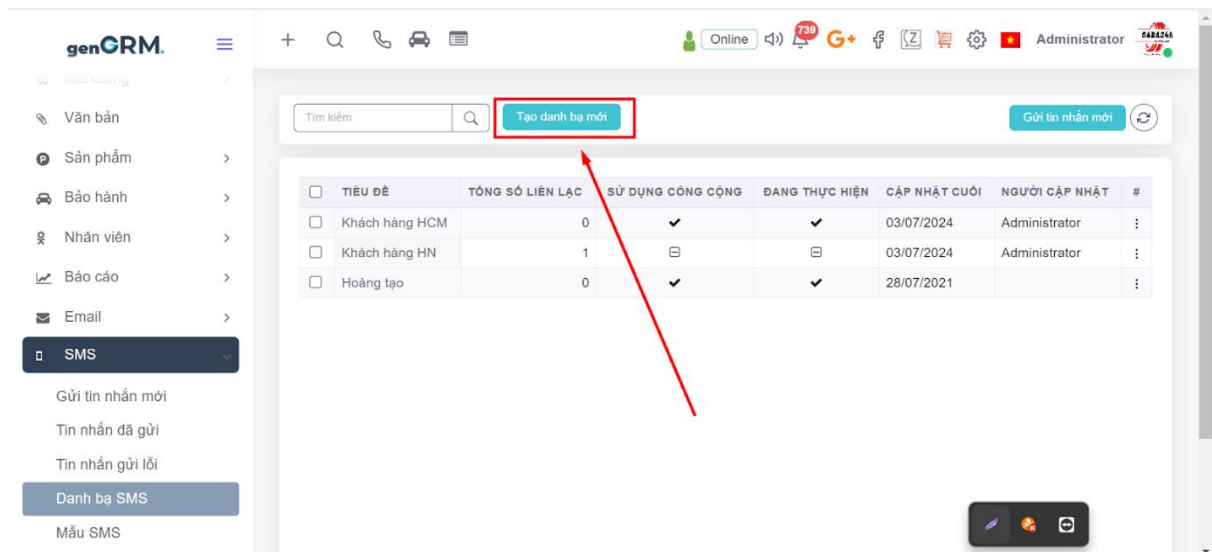 genCRM.
Online
739
Administrator
GARA24h
Marketing
Văn bản
Sản phẩm
Bảo hành
Nhân viên
Báo cáo
Email
SMS
Gửi tin nhắn mới
Tin nhắn đã gửi
Tin nhắn gửi lỗi
Danh bạ SMS
Mẫu SMS
Tìm kiếm
Tạo danh bạ mới
Gửi tin nhắn mới
TIÊU ĐỀ TỔNG SỐ LIÊN LẠC SỬ DỤNG CÔNG CỘNG ĐANG THỰC HIỆN CẬP NHẬT CUỐI NGƯỜI CẬP NHẬT #
Khách hàng HCM 0 03/07/2024 Administrator
Khách hàng HN 1 03/07/2024 Administrator
Hoàng tạo 0 28/07/2021